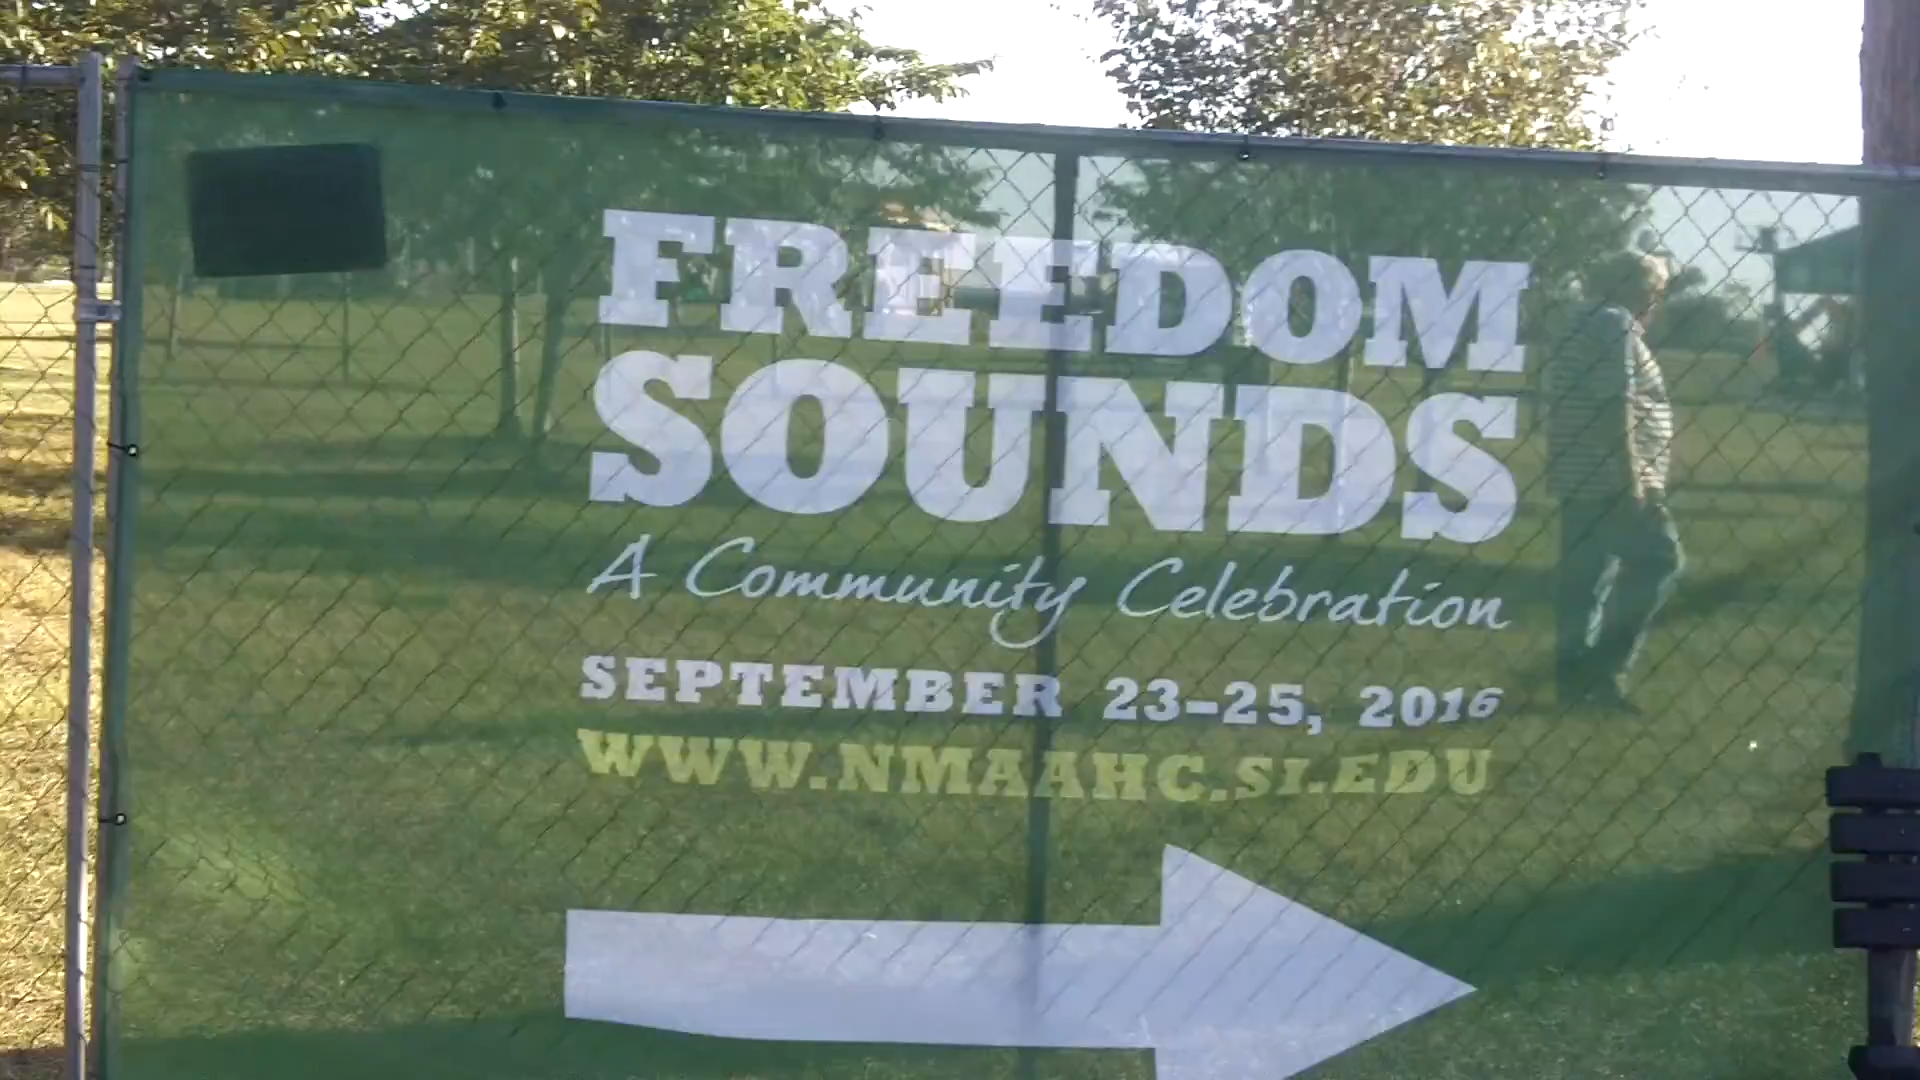 FREEDOM
SOUNDS
A Community Celebration
SEPTEMBER 23-25, 2016
WWW.NMAAHC.SI.EDU